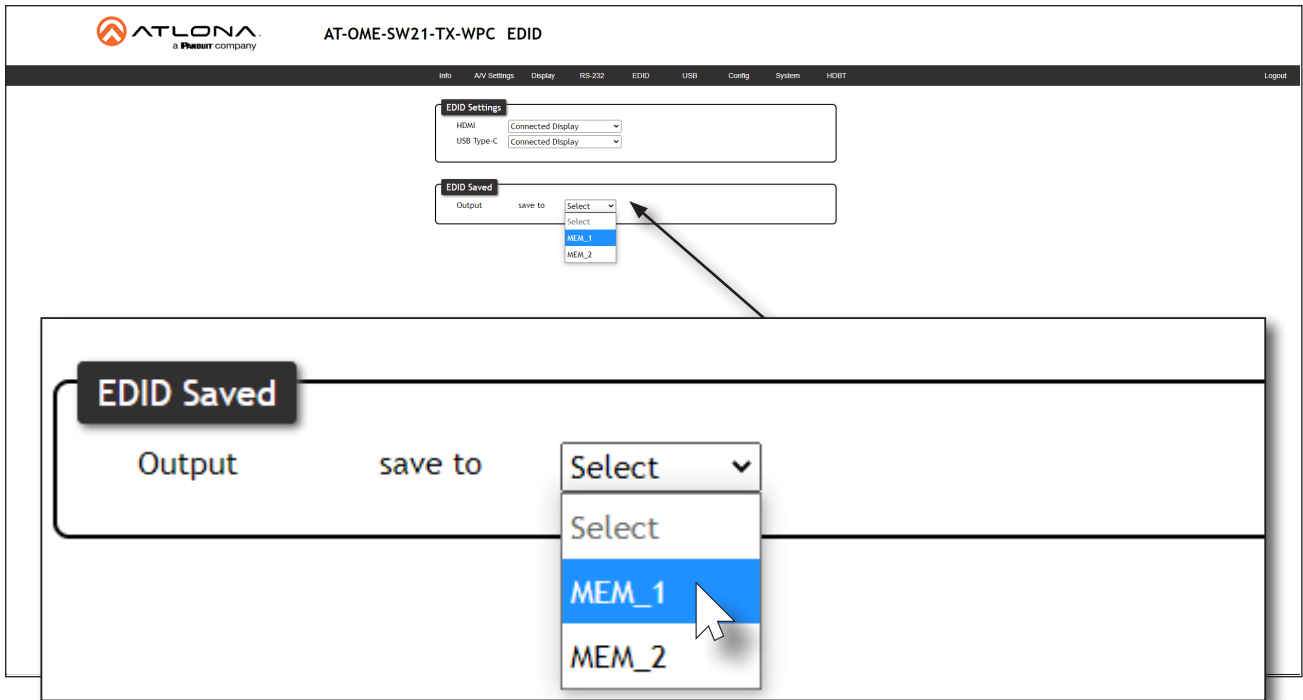 ATLONA.
a PANDUIT company
AT-OME-SW21-TX-WPC EDID
Info A/V Settings Display RS-232 EDID USB Config System HDBT Logout
EDID Settings
HDMI Connected Display
USB Type-C Connected Display
EDID Saved
Output save to Select
Select
MEM_1
MEM_2
EDID Saved
Output save to Select
Select
MEM_1
MEM_2